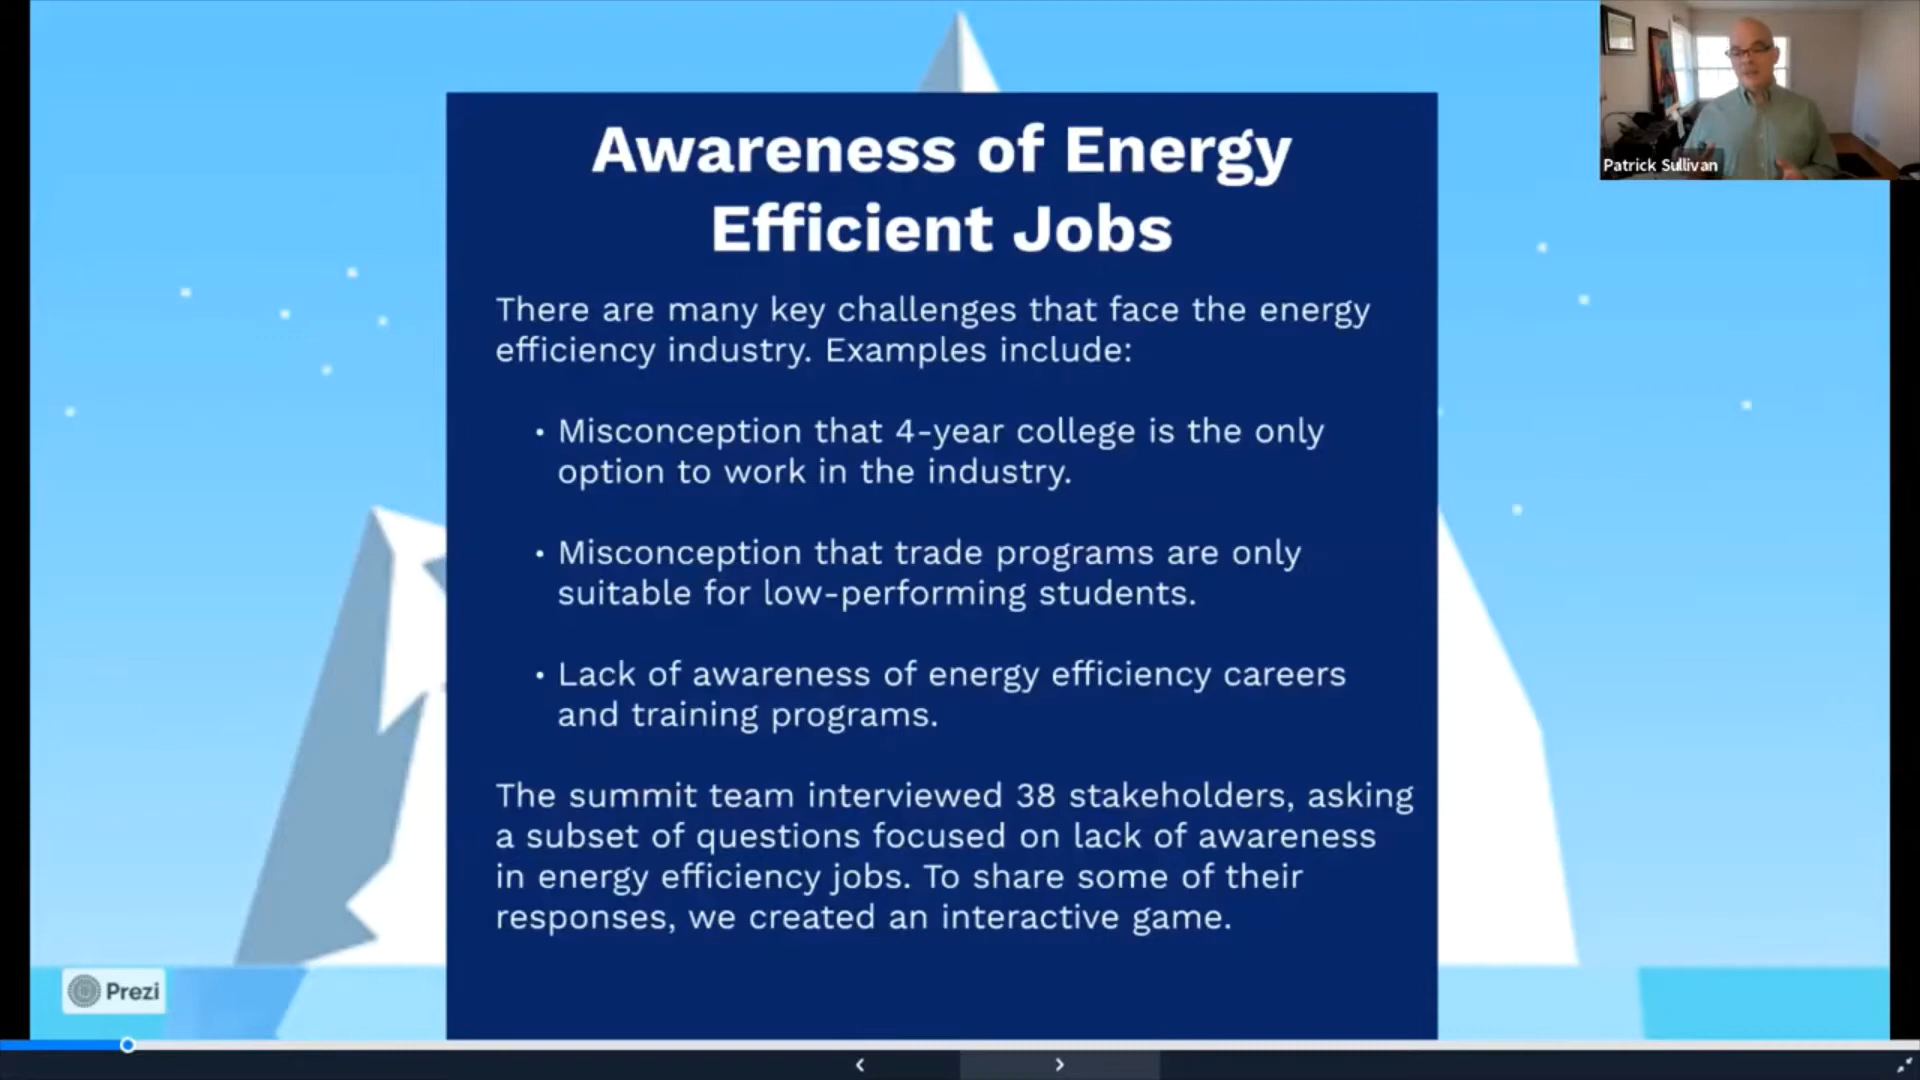 Awareness of Energy
Efficient Jobs
There are many key challenges that face the energy
efficiency industry. Examples include:
• Misconception that 4-year college is the only
option to work in the industry.
• Misconception that trade programs are only
suitable for low-performing students.
• Lack of awareness of energy efficiency careers
and training programs.
The summit team interviewed 38 stakeholders, asking
a subset of questions focused on lack of awareness
in energy efficiency jobs. To share some of their
responses, we created an interactive game.
Patrick Sullivan
Prezi